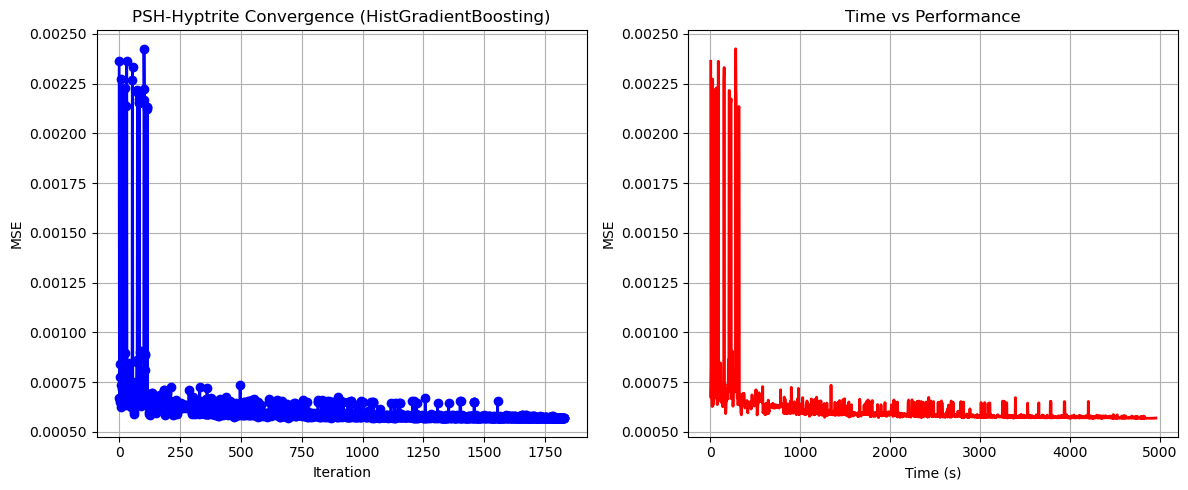 PSH-Hyptrite Convergence (HistGradientBoosting)
0.00250
0.00225
0.00200
0.00175
0.00150
0.00125
0.00100
0.00075
0.00050
MSE
0 250 500 750 1000 1250 1500 1750
Iteration
Time vs Performance
0.00250
0.00225
0.00200
0.00175
0.00150
0.00125
0.00100
0.00075
0.00050
MSE
0 1000 2000 3000 4000 5000
Time (s)